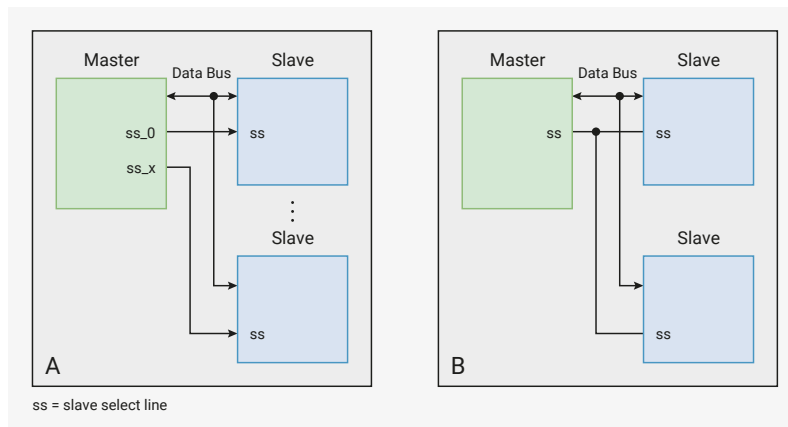 Master
Data Bus
Slave
ss_0
ss
ss_x
Slave
ss
A
Master
Data Bus
Slave
ss
ss
Slave
ss
B
ss = slave select line